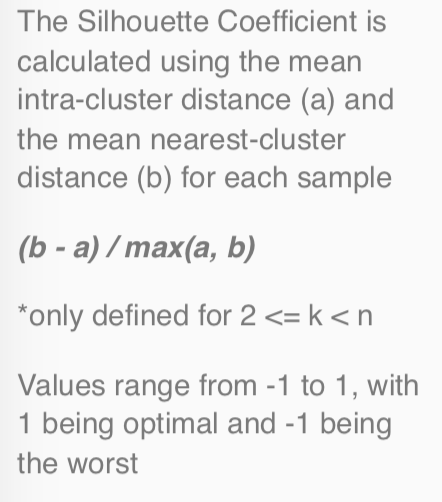 The Silhouette Coefficient is
calculated using the mean
intra-cluster distance (a) and
the mean nearest-cluster
distance (b) for each sample
(b - a) / max(a, b)
*only defined for 2 <= k < n
Values range from -1 to 1, with
1 being optimal and -1 being
the worst